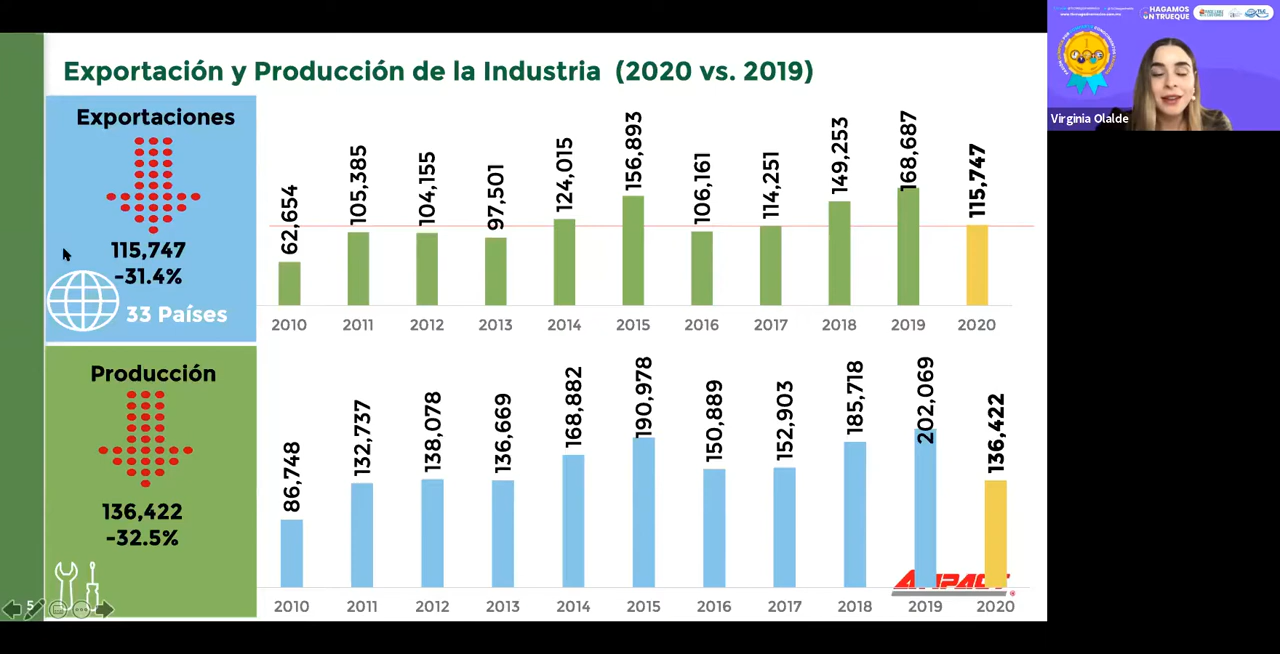 Exportación y Producción de la Industria (2020 vs. 2019)
Exportaciones
115,747
-31.4%
33 Países
62,654
105,385
104,155
97,501
124,015
156,893
106,161
114,251
149,253
168,687
115,747
2010 2011 2012 2013 2014 2015 2016 2017 2018 2019 2020
Producción
136,422
-32.5%
86,748
132,737
138,078
136,669
168,882
190,978
150,889
152,903
185,718
202,069
136,422
2010 2011 2012 2013 2014 2015 2016 2017 2018 2019 2020
ANPACT
5
HAGAMOS
UN TRUEQUE
TLC
Virginia Olalde